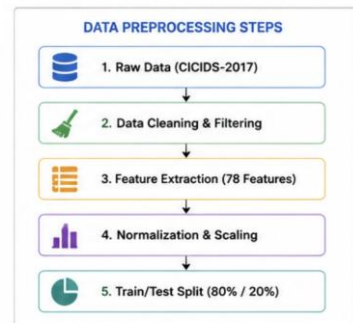 DATA PREPROCESSING STEPS
1. Raw Data (CICIDS-2017)
2. Data Cleaning & Filtering
3. Feature Extraction (78 Features)
4. Normalization & Scaling
5. Train/Test Split (80% / 20%)